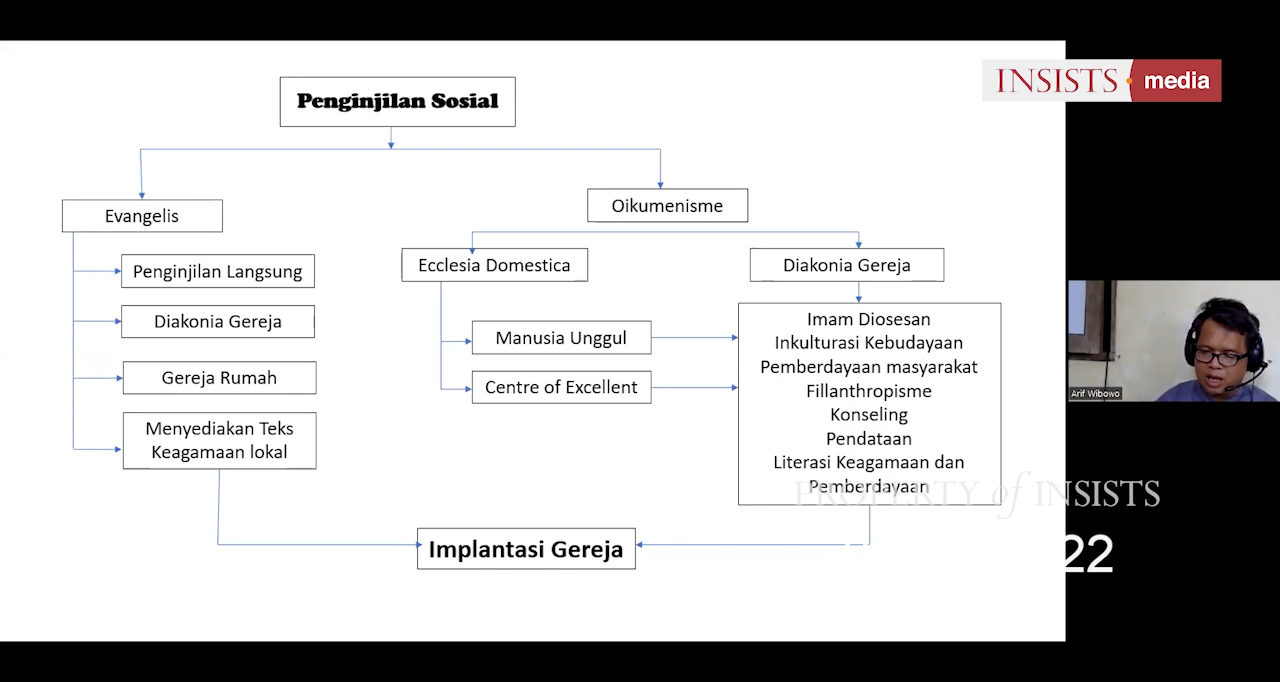 INSISTS media
Penginjilan Sosial
Evangelis
Oikumenisme
Penginjilan Langsung
Diakonia Gereja
Gereja Rumah
Menyediakan Teks
Keagamaan lokal
Ecclesia Domestica
Diakonia Gereja
Manusia Unggul
Centre of Excellent
Imam Diosesan
Inkulturasi Kebudayaan
Pemberdayaan masyarakat
Fillanthropisme
Konseling
Pendataan
Literasi Keagamaan dan
Pemberdayaan
Implantasi Gereja
Arif Wibowo
PROPERTY of INSISTS
22